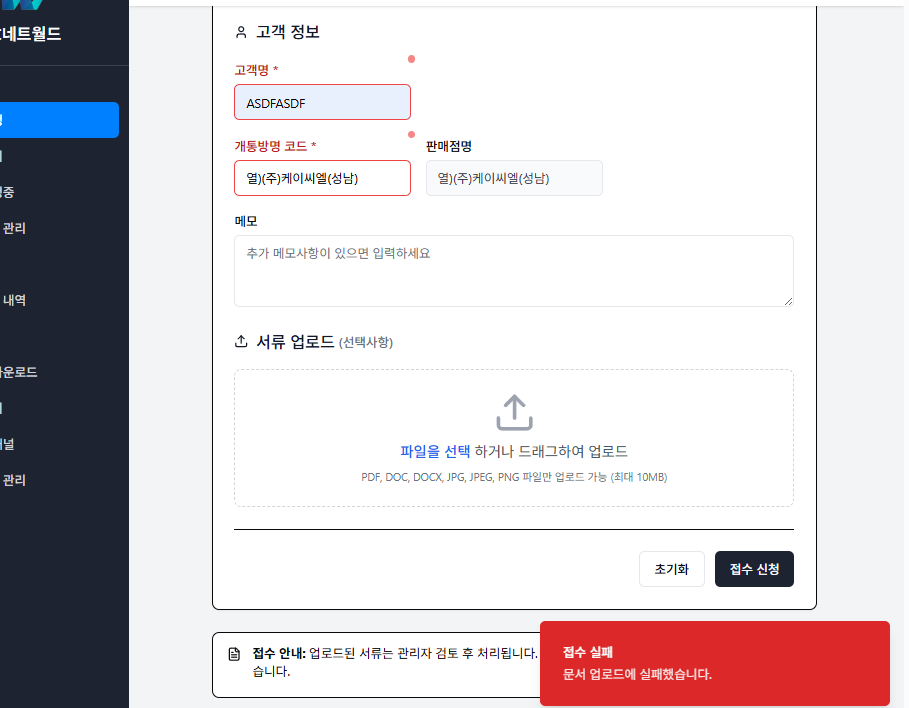 네트월드
중
관리
내역
운로드
널
관리
고객 정보
고객명 *
ASDFASDF
개통방명 코드 * 판매점명
열)(주)케이씨엘(성남) 열)(주)케이씨엘(성남)
메모
추가 메모사항이 있으면 입력하세요
서류 업로드 (선택사항)
파일을 선택 하거나 드래그하여 업로드
PDF, DOC, DOCX, JPG, JPEG, PNG 파일만 업로드 가능 (최대 10MB)
초기화 접수 신청
접수 안내: 업로드된 서류는 관리자 검토 후 처리됩니다.
습니다.
접수 실패
문서 업로드에 실패했습니다.